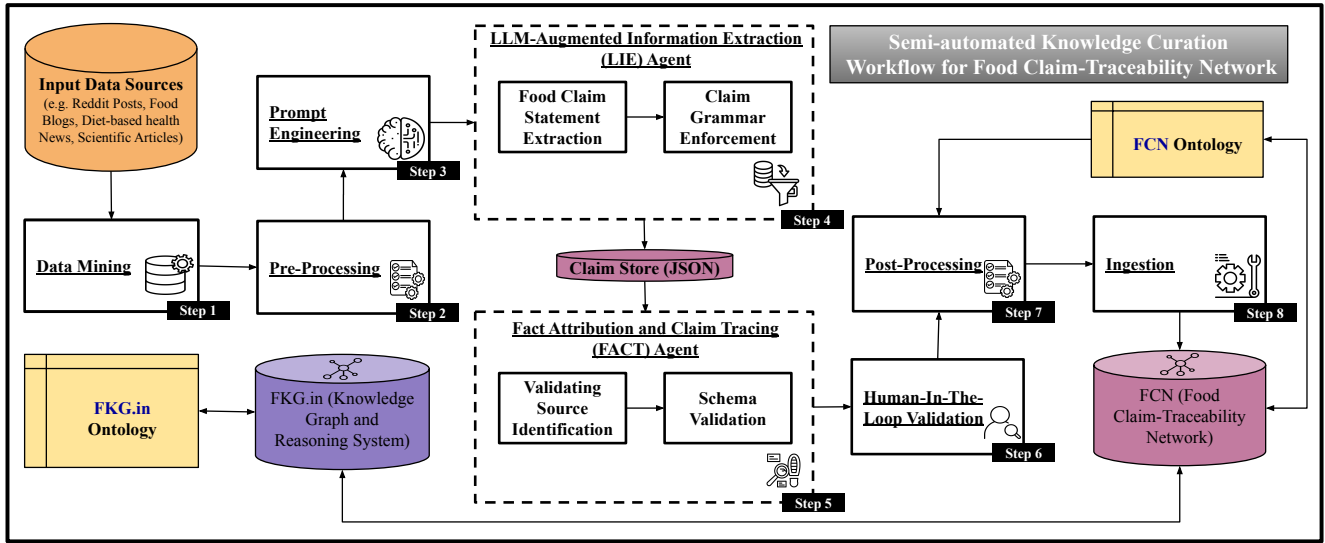 Semi-automated Knowledge Curation
Workflow for Food Claim-Traceability Network
Input Data Sources
(e.g. Reddit Posts, Food
Blogs, Diet-based health
News, Scientific Articles)
Data Mining
Step 1
Pre-Processing
Step 2
Prompt
Engineering
Step 3
LLM-Augmented Information Extraction
(LIE) Agent
Food Claim
Statement
Extraction
Claim
Grammar
Enforcement
Step 4
Claim Store (JSON)
Fact Attribution and Claim Tracing
(FACT) Agent
Validating
Source
Identification
Schema
Validation
Step 5
Human-In-The-
Loop Validation
Step 6
Post-Processing
Step 7
Ingestion
Step 8
FCN Ontology
FCN (Food
Claim-Traceability
Network)
FKG.in
Ontology
FKG.in (Knowledge
Graph and
Reasoning System)